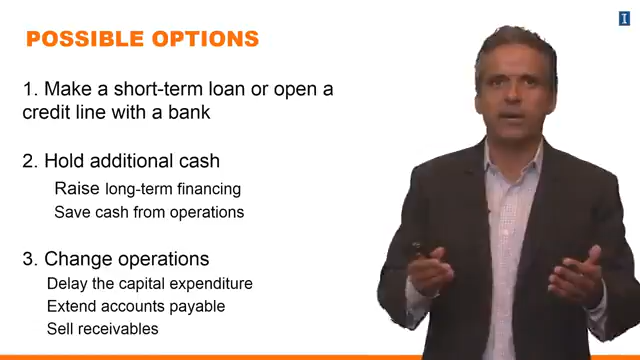 POSSIBLE OPTIONS
1. Make a short-term loan or open a
credit line with a bank
2. Hold additional cash
Raise long-term financing
Save cash from operations
3. Change operations
Delay the capital expenditure
Extend accounts payable
Sell receivables
I